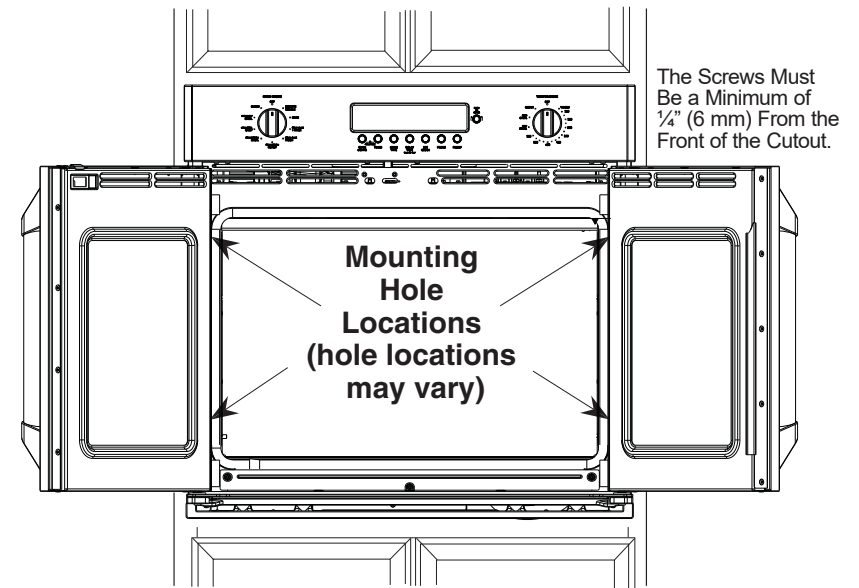 The Screws Must
Be a Minimum of
¼” (6 mm) From the
Front of the Cutout.
Mounting
Hole
Locations
(hole locations
may vary)